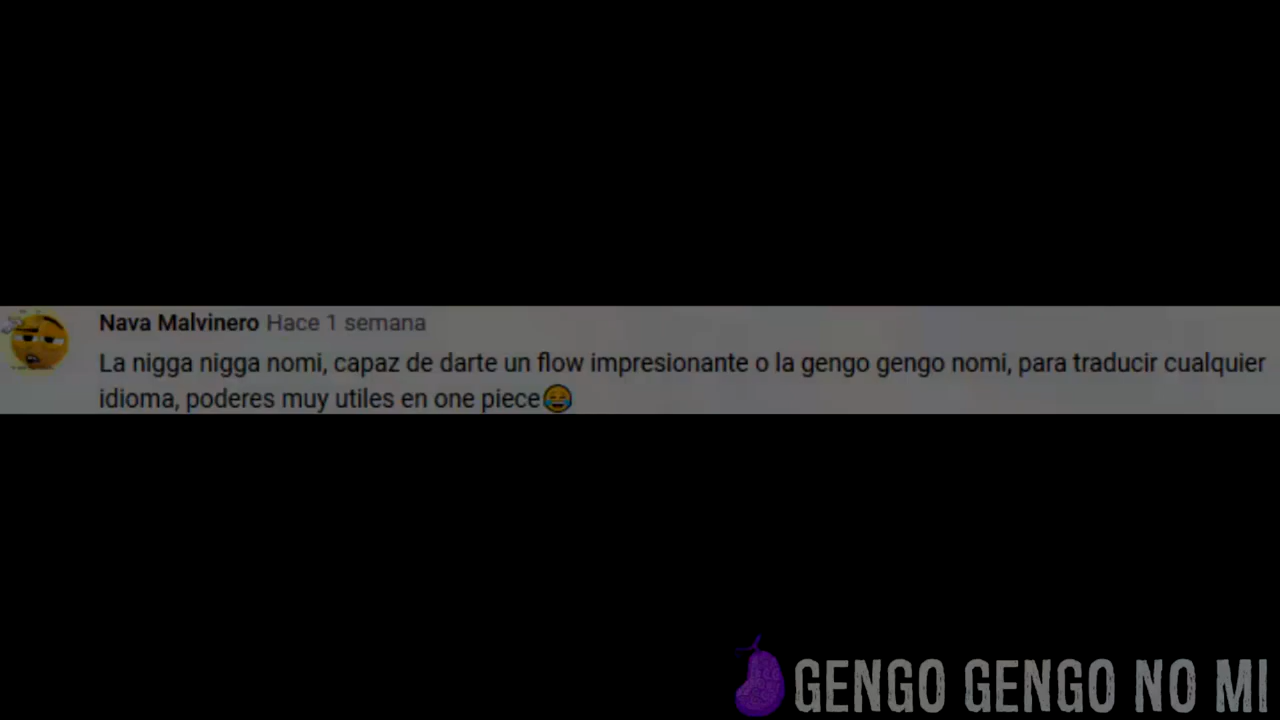 Nava Malvinero Hace 1 semana
La nigga nigga nomi, capaz de darte un flow impresionante o la gengo gengo nomi, para traducir cualquier
idioma, poderes muy utiles en one piece😂
GENGO GENGO NO MI